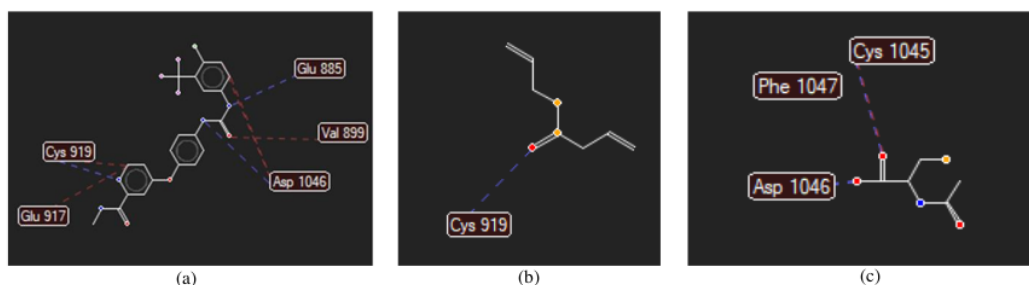 Glu 885
Val 899
Cys 919
Asp 1046
Glu 917
(a)
Cys 919
(b)
Cys 1045
Phe 1047
Asp 1046
(c)